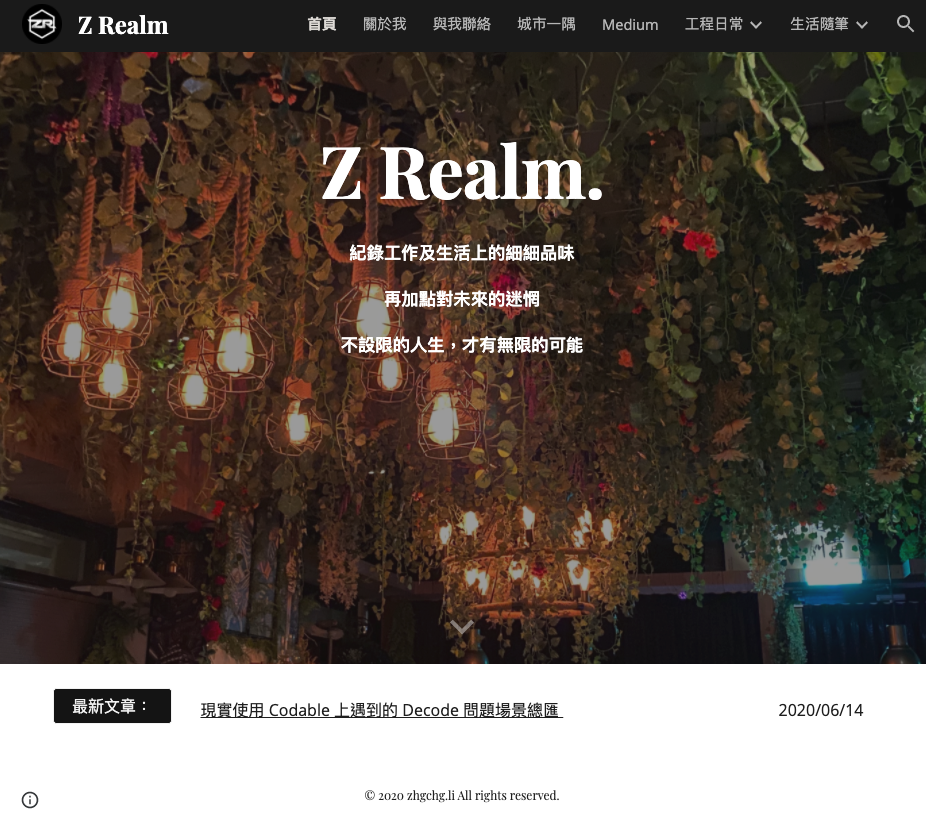 ZR
Z Realm
首頁 關於我 與我聯絡 城市一隅 Medium 工程日常 生活隨筆
Z Realm.
紀錄工作及生活上的細細品味
再加點對未來的迷惘
不設限的人生，才有無限的可能
最新文章： 現實使用 Codable 上遇到的 Decode 問題場景總匯 2020/06/14
© 2020 zhgchg.li All rights reserved.